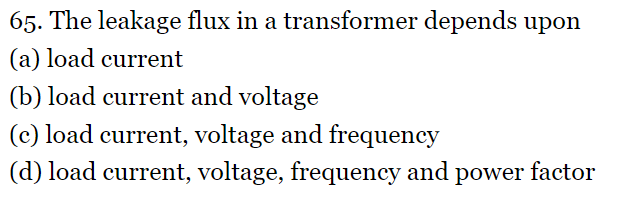 65. The leakage flux in a transformer depends upon
(a) load current
(b) load current and voltage
(c) load current, voltage and frequency
(d) load current, voltage, frequency and power factor